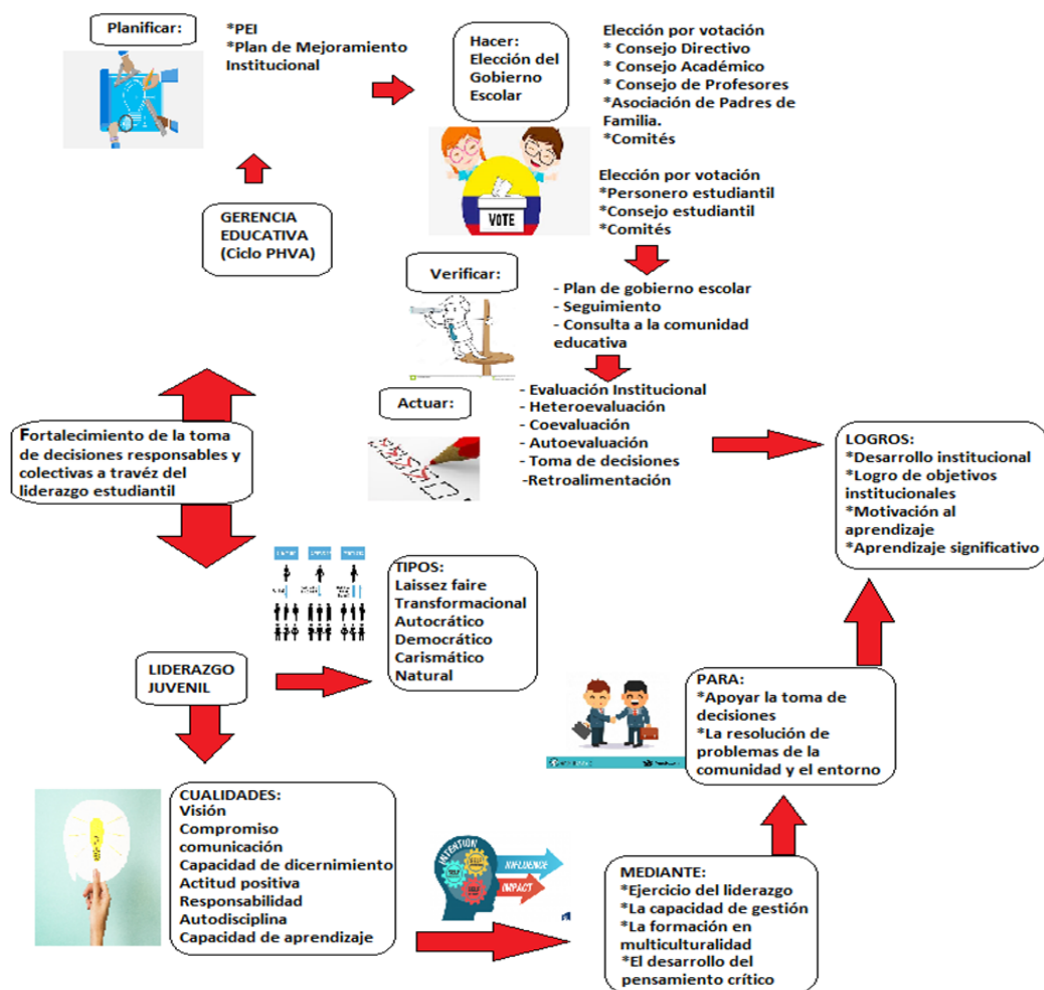 Planificar:
*PEI
*Plan de Mejoramiento
Institucional
Hacer:
Elección del
Gobierno
Escolar
Elección por votación
* Consejo Directivo
* Consejo Académico
* Consejo de Profesores
*Asociación de Padres de
Familia.
*Comités
VOTE
Elección por votación
*Personero estudiantil
*Consejo estudiantil
*Comités
GERENCIA
EDUCATIVA
(Ciclo PHVA)
Verificar:
- Plan de gobierno escolar
- Seguimiento
- Consulta a la comunidad
educativa
Actuar:
- Evaluación Institucional
- Heteroevaluación
- Coevaluación
- Autoevaluación
- Toma de decisiones
-Retroalimentación
Fortalecimiento de la toma
de decisiones responsables y
colectivas a travéz del
liderazgo estudiantil
LOGROS:
*Desarrollo institucional
*Logro de objetivos
institucionales
*Motivación al
aprendizaje
*Aprendizaje significativo
TIPOS:
Laissez faire
Transformacional
Autocrático
Democrático
Carismático
Natural
LIDERAZGO
JUVENIL
PARA:
*Apoyar la toma de
decisiones
*La resolución de
problemas de la
comunidad y el entorno
CUALIDADES:
Visión
Compromiso
comunicación
Capacidad de dicernimiento
Actitud positiva
Responsabilidad
Autodisciplina
Capacidad de aprendizaje
INTENTION
INFLUENCE
IMPACT
MEDIANTE:
*Ejercicio del liderazgo
*La capacidad de gestión
*La formación en
multiculturalidad
*El desarrollo del
pensamiento crítico